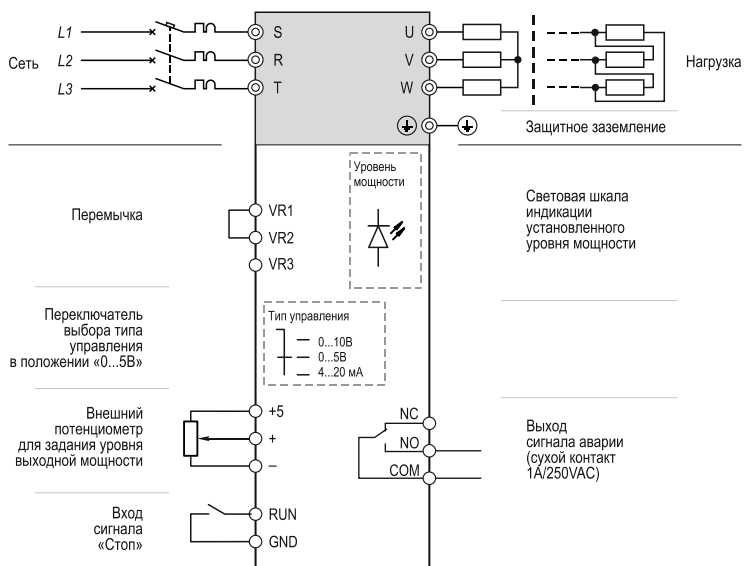 L1
S
U
L2
Сеть
R
V
Нагрузка
L3
T
W
Защитное заземление
Уровень
мощности
Световая шкала
индикации
установленного
уровня мощности
Перемычка
VR1
VR2
VR3
Переключатель
выбора типа
управления
в положении «0...5В»
Тип управления
0...10В
0...5В
4...20 мА
Внешний
потенциометр
для задания уровня
выходной мощности
+5
+
–
NC
NO
COM
Выход
сигнала аварии
(сухой контакт
1A/250VAC)
Вход
сигнала
«Стоп»
RUN
GND